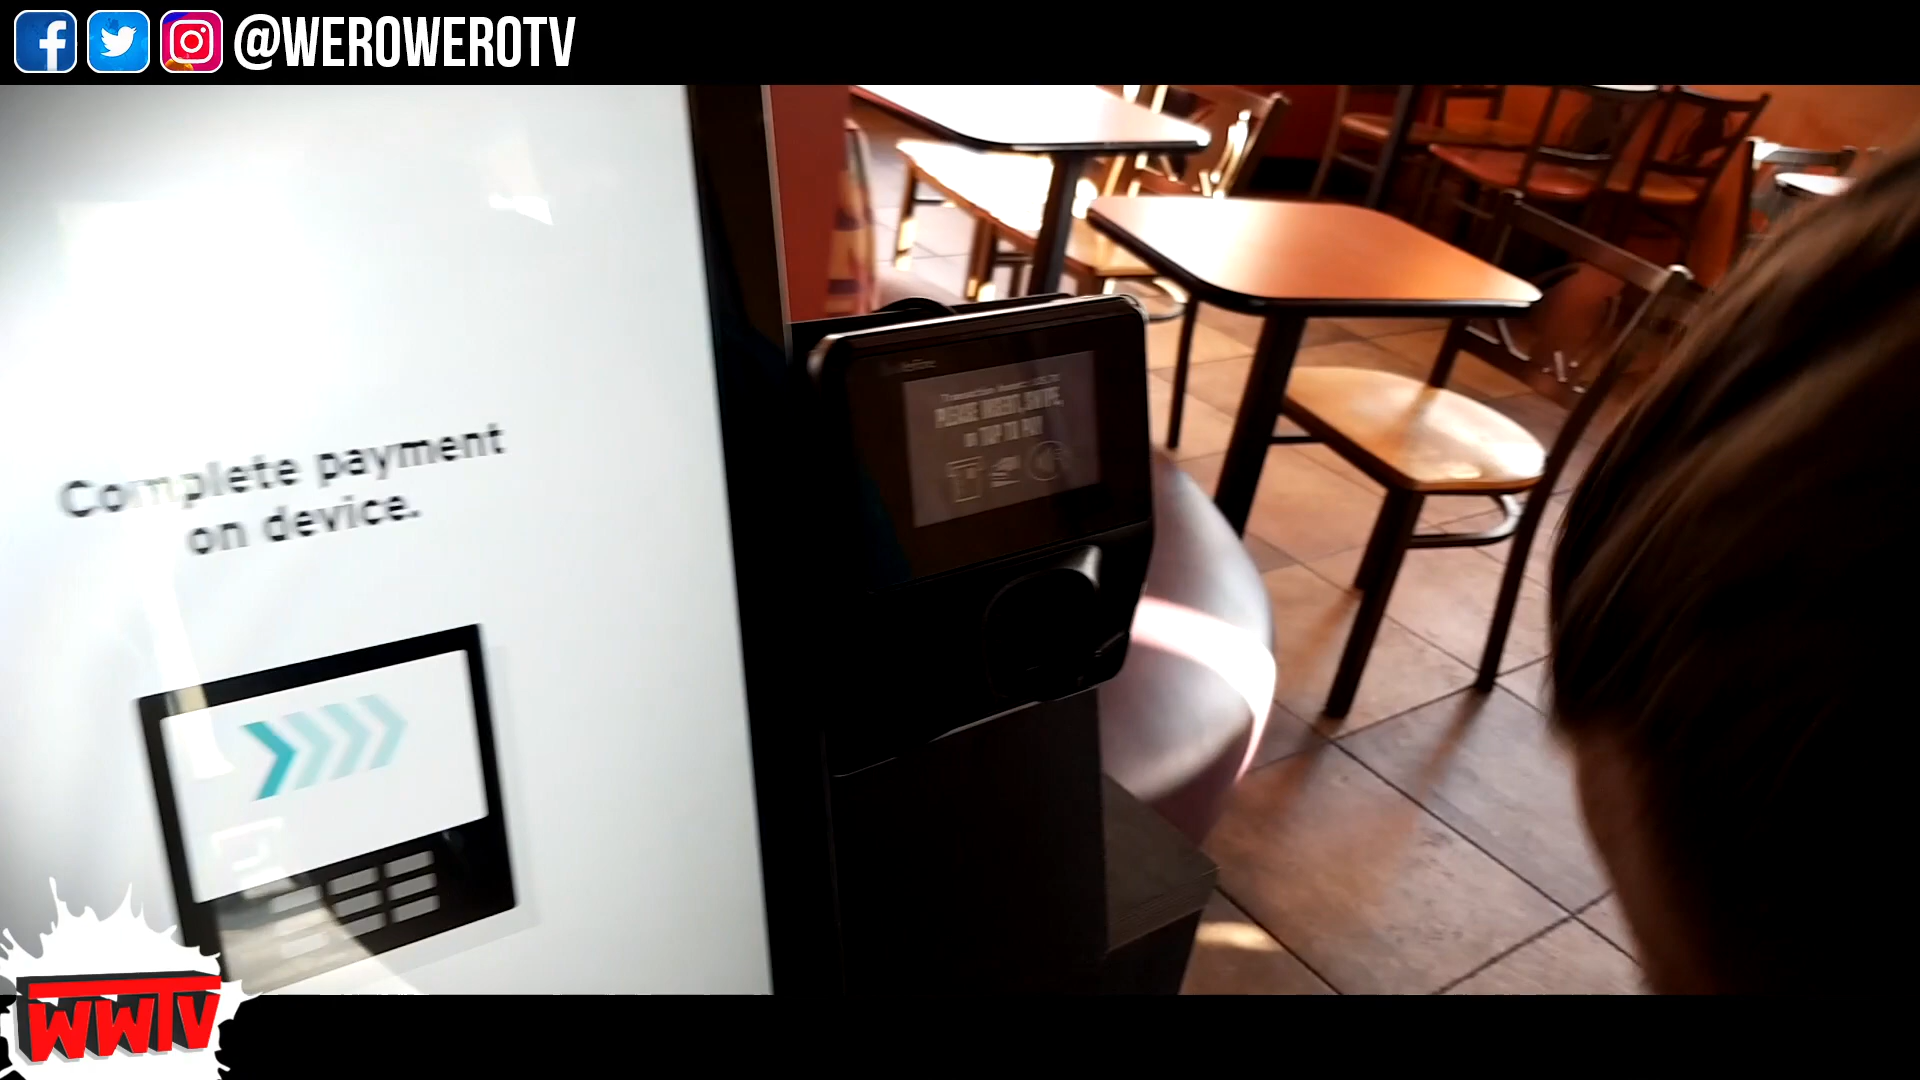 @WEROWEROTV
Complete payment
on device.
PLEASE INSERT, SWIPE,
or TAP TO PAY
WWTV